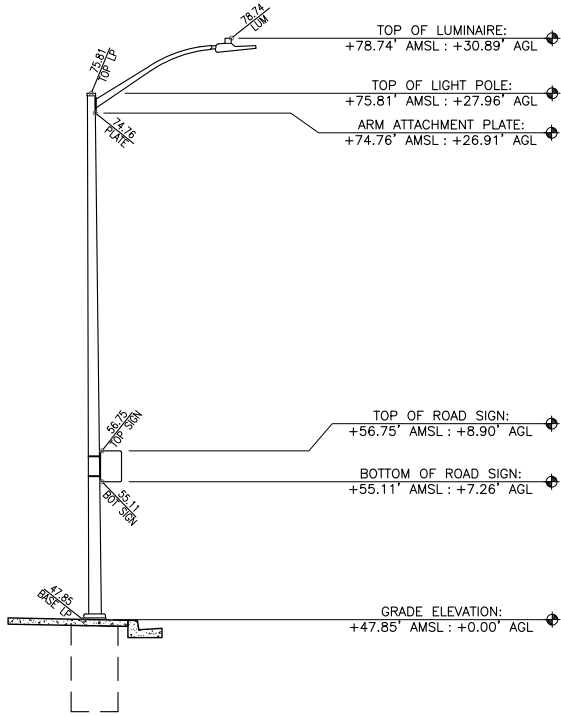 78.74
LUM
TOP OF LUMINAIRE:
+78.74' AMSL : +30.89' AGL
75.81
TOP LP
TOP OF LIGHT POLE:
+75.81' AMSL : +27.96' AGL
74.76
PLATE
ARM ATTACHMENT PLATE:
+74.76' AMSL : +26.91' AGL
56.75
TOP SIGN
TOP OF ROAD SIGN:
+56.75' AMSL : +8.90' AGL
55.11
BOT SIGN
BOTTOM OF ROAD SIGN:
+55.11' AMSL : +7.26' AGL
47.85
BASE LP
GRADE ELEVATION:
+47.85' AMSL : +0.00' AGL